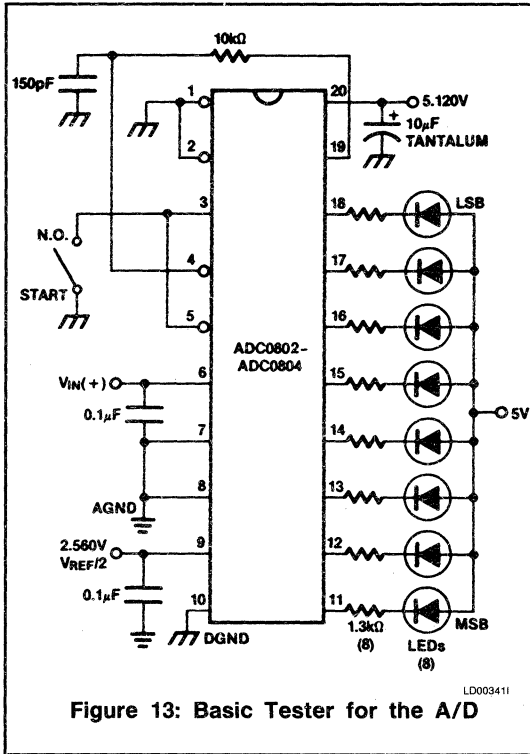 10kΩ
150pF
1
20
5.120V
+
10μF
TANTALUM
2
19
3
18
LSB
N.O.
4
17
START
5
16
ADC0802-
ADC0804
VIN(+)
6
15
0.1μF
5V
7
14
8
13
AGND
2.560V
VREF/2
9
12
0.1μF
10
11
MSB
DGND
1.3kΩ
(8)
LEDs
(8)
LD00341I
Figure 13: Basic Tester for the A/D